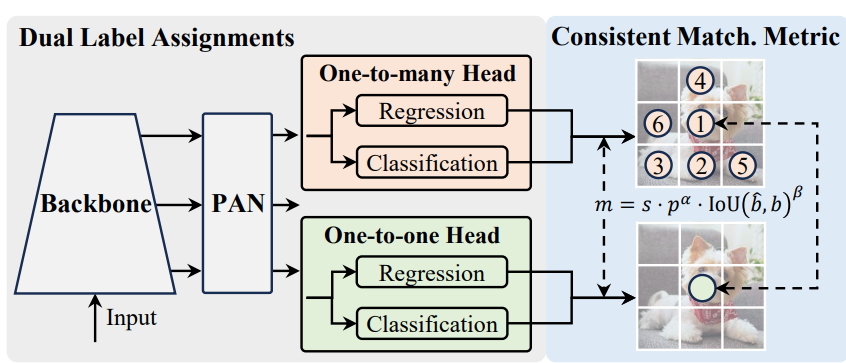 Dual Label Assignments
Consistent Match. Metric
One-to-many Head
Regression
Classification
Backbone
PAN
Input
One-to-one Head
Regression
Classification
4
6 1
3 2 5
m = s · p^α · IoU(b̂, b)^β